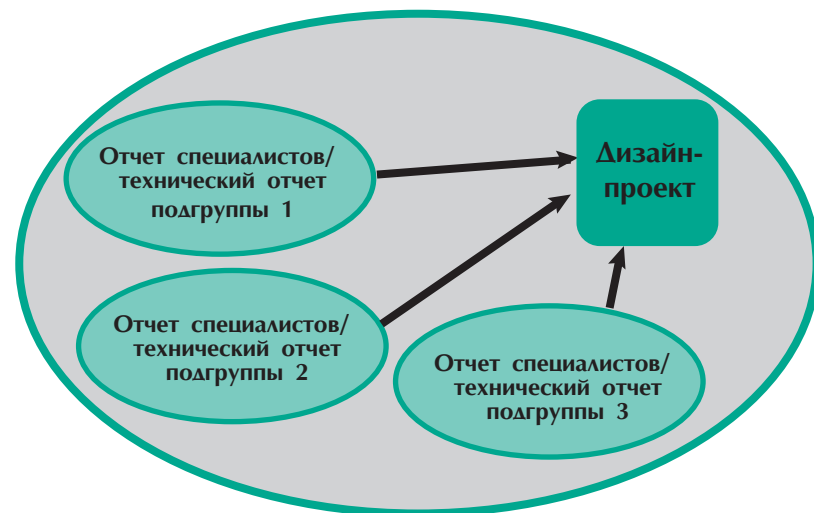 Отчет специалистов/
технический отчет
подгруппы 1
Дизайн-
проект
Отчет специалистов/
технический отчет
подгруппы 2
Отчет специалистов/
технический отчет
подгруппы 3